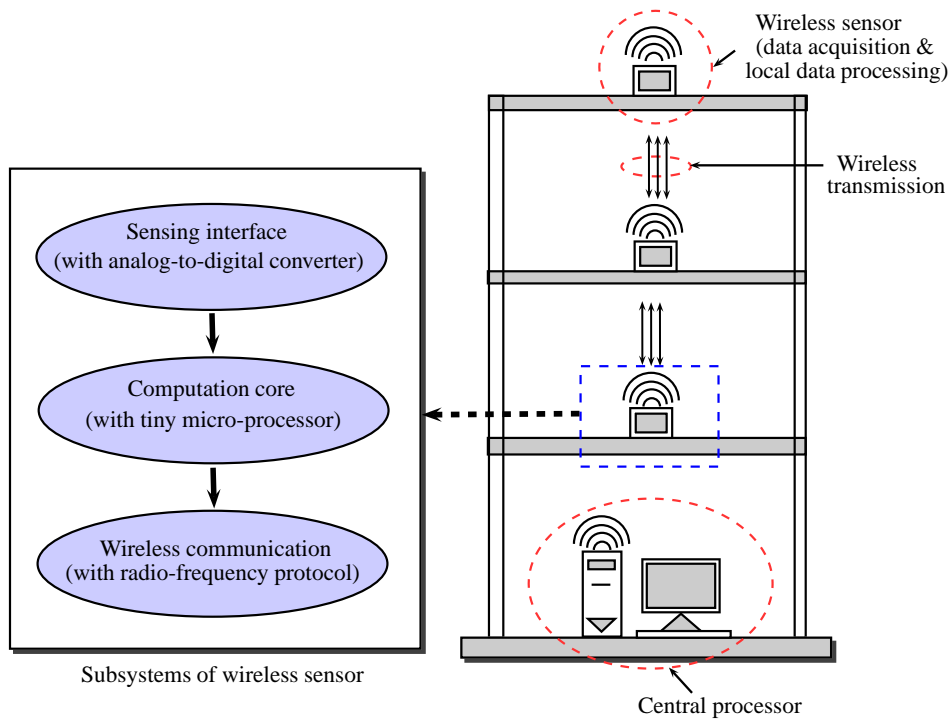 Wireless sensor
(data acquisition &
local data processing)
Wireless
transmission
Sensing interface
(with analog-to-digital converter)
Computation core
(with tiny micro-processor)
Wireless communication
(with radio-frequency protocol)
Subsystems of wireless sensor
Central processor